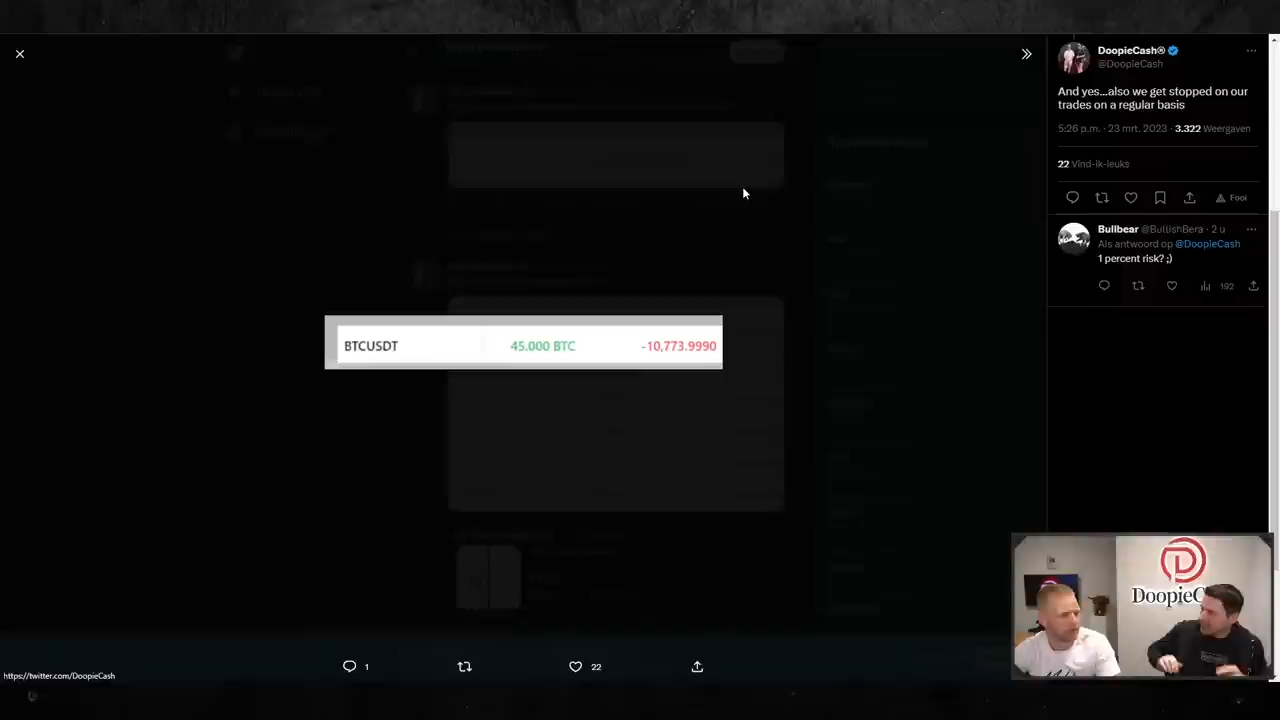 DoopieCash®
@DoopieCash
And yes...also we get stopped on our
trades on a regular basis
5:26 p.m. · 23 mrt. 2023 · 3.322 Weergaven
22 Vind-ik-leuks
Fooi
Bullbear @BullishBera · 2 u
Als antwoord op @DoopieCash
1 percent risk? ;)
192
BTCUSDT 45.000 BTC -10,773.9990
1 22
https://twitter.com/DoopieCash